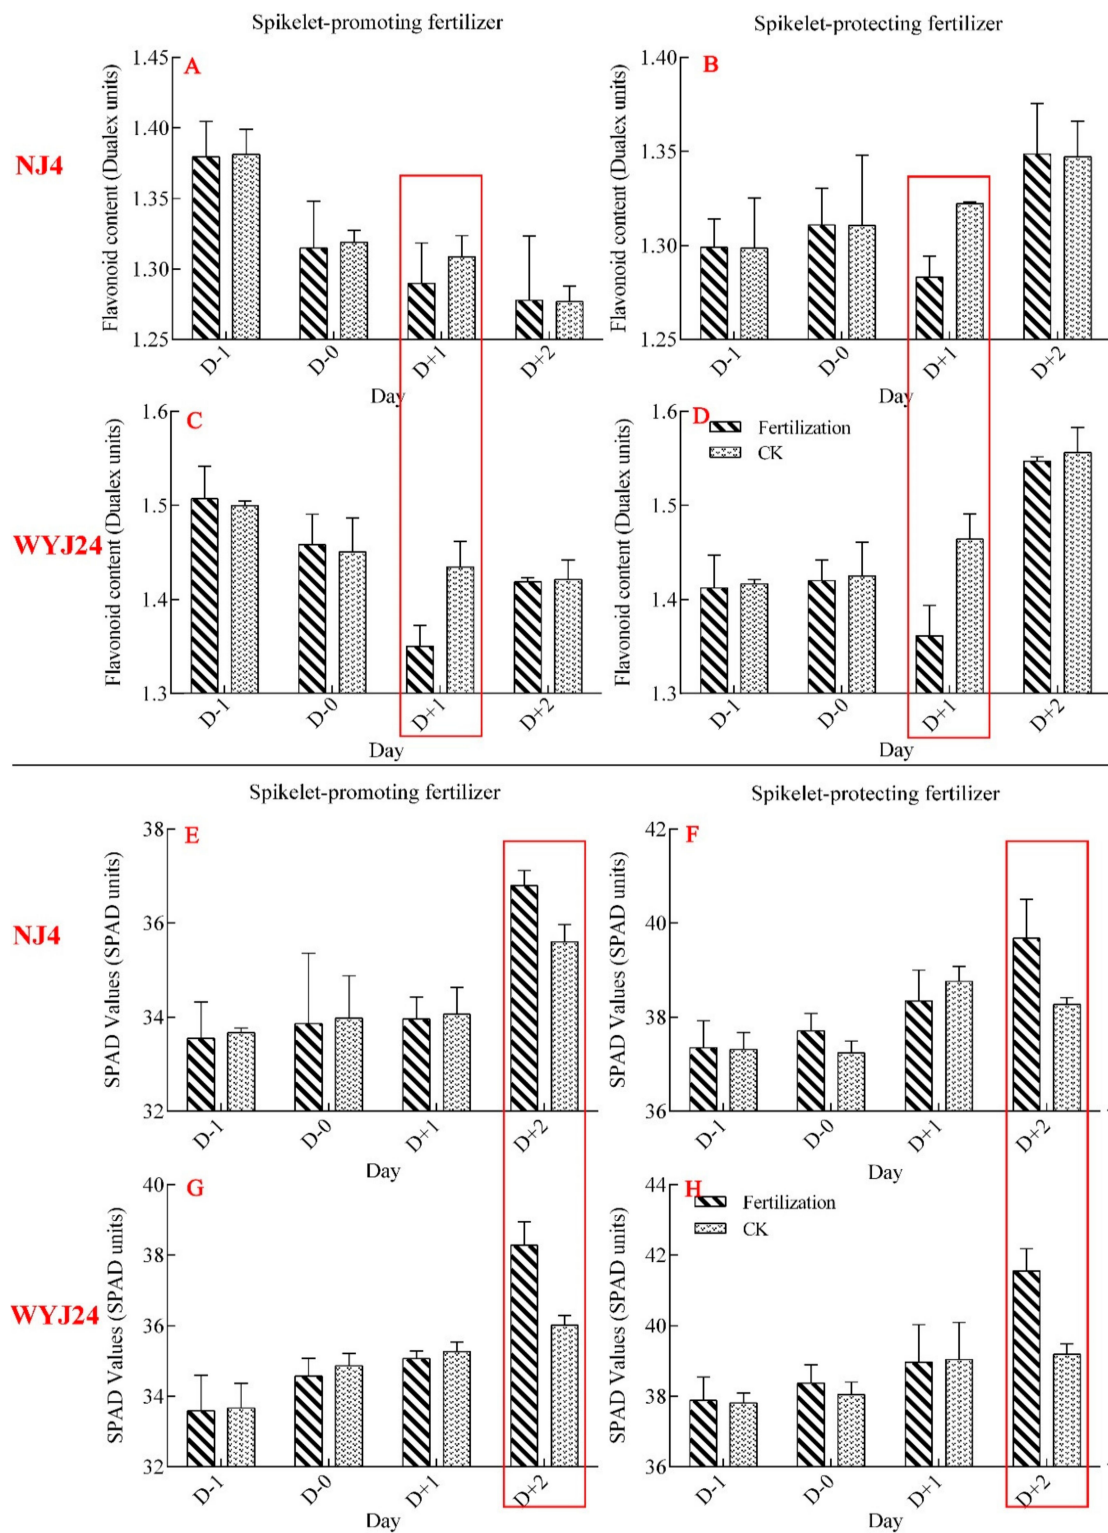 Spikelet-promoting fertilizer
Spikelet-protecting fertilizer
NJ4
A
Flavonoid content (Dualex units)
1.45
1.40
1.35
1.30
1.25
D-1
D-0
D+1
D+2
Day
B
Flavonoid content (Dualex units)
1.40
1.35
1.30
1.25
D-1
D-0
D+1
D+2
Day
WYJ24
C
Flavonoid content (Dualex units)
1.6
1.5
1.4
1.3
D-1
D-0
D+1
D+2
Day
D
Fertilization
CK
Flavonoid content (Dualex units)
1.6
1.5
1.4
1.3
D-1
D-0
D+1
D+2
Day
Spikelet-promoting fertilizer
Spikelet-protecting fertilizer
NJ4
E
SPAD Values (SPAD units)
38
36
34
32
D-1
D-0
D+1
D+2
Day
F
SPAD Values (SPAD units)
42
40
38
36
D-1
D-0
D+1
D+2
Day
WYJ24
G
SPAD Values (SPAD units)
40
38
36
34
32
D-1
D-0
D+1
D+2
Day
H
Fertilization
CK
SPAD Values (SPAD units)
44
42
40
38
36
D-1
D-0
D+1
D+2
Day